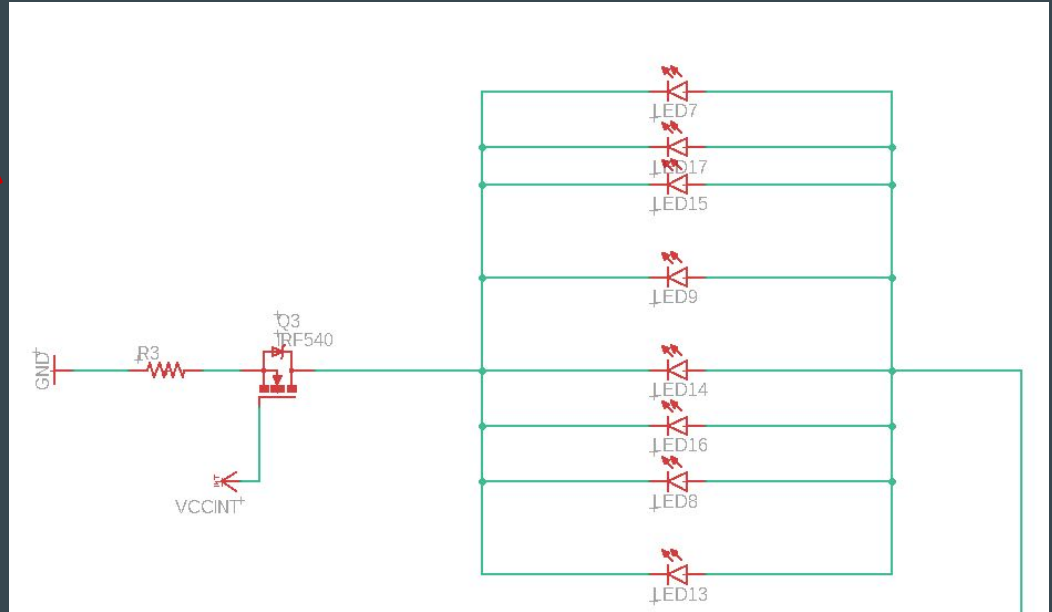 LED7
LED17
LED15
LED9
Q3
IRF540
R3
GND
LED14
LED16
LED8
VCCINT
LED13